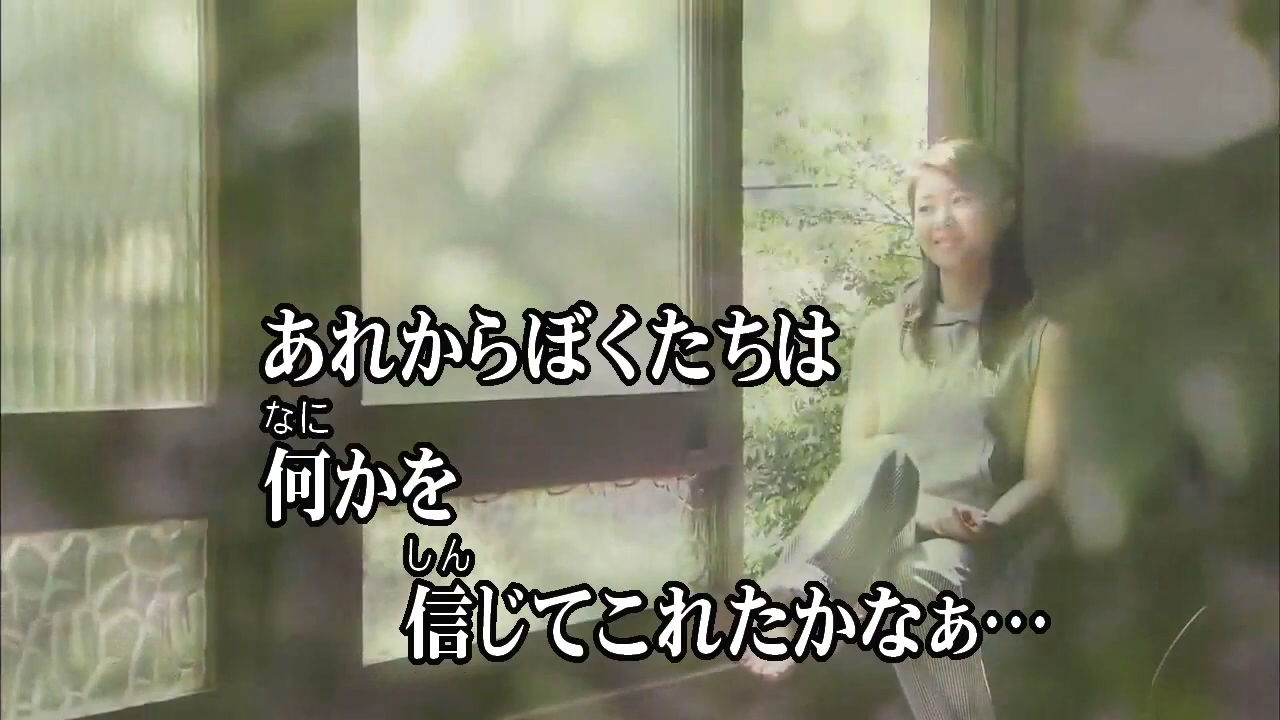 あれからぼくたちは
なに
何かを
しん
信じてこれたかなぁ…